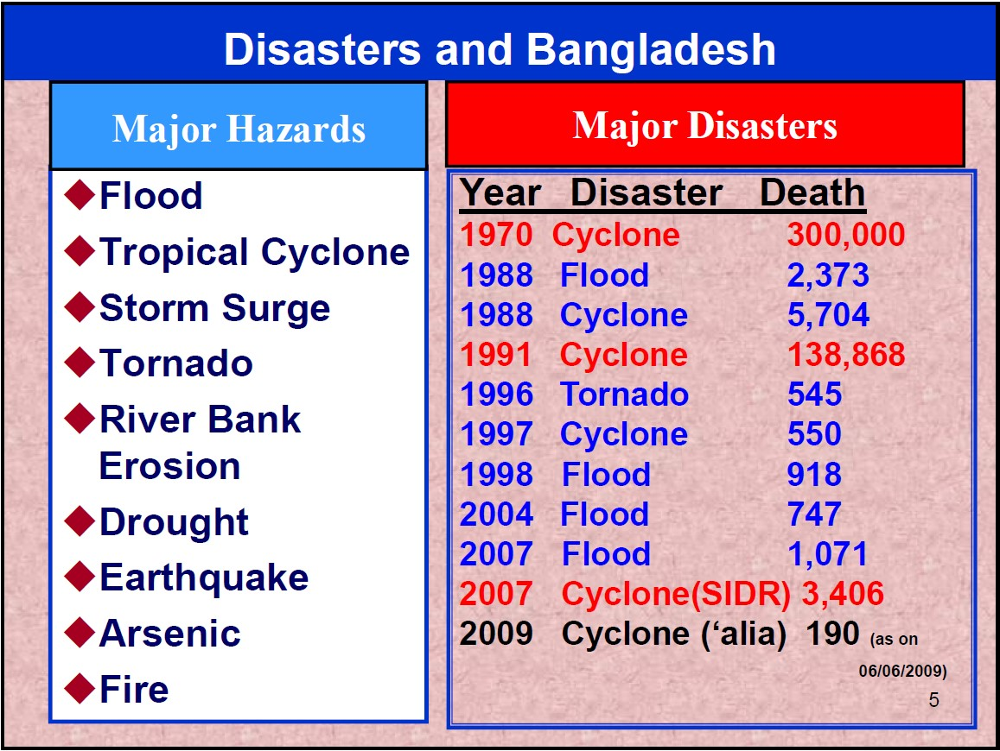 Disasters and Bangladesh
Major Hazards
Flood
Tropical Cyclone
Storm Surge
Tornado
River Bank
Erosion
Drought
Earthquake
Arsenic
Fire
Major Disasters
Year Disaster Death
1970 Cyclone 300,000
1988 Flood 2,373
1988 Cyclone 5,704
1991 Cyclone 138,868
1996 Tornado 545
1997 Cyclone 550
1998 Flood 918
2004 Flood 747
2007 Flood 1,071
2007 Cyclone(SIDR) 3,406
2009 Cyclone (‘alia) 190 (as on
06/06/2009)
5